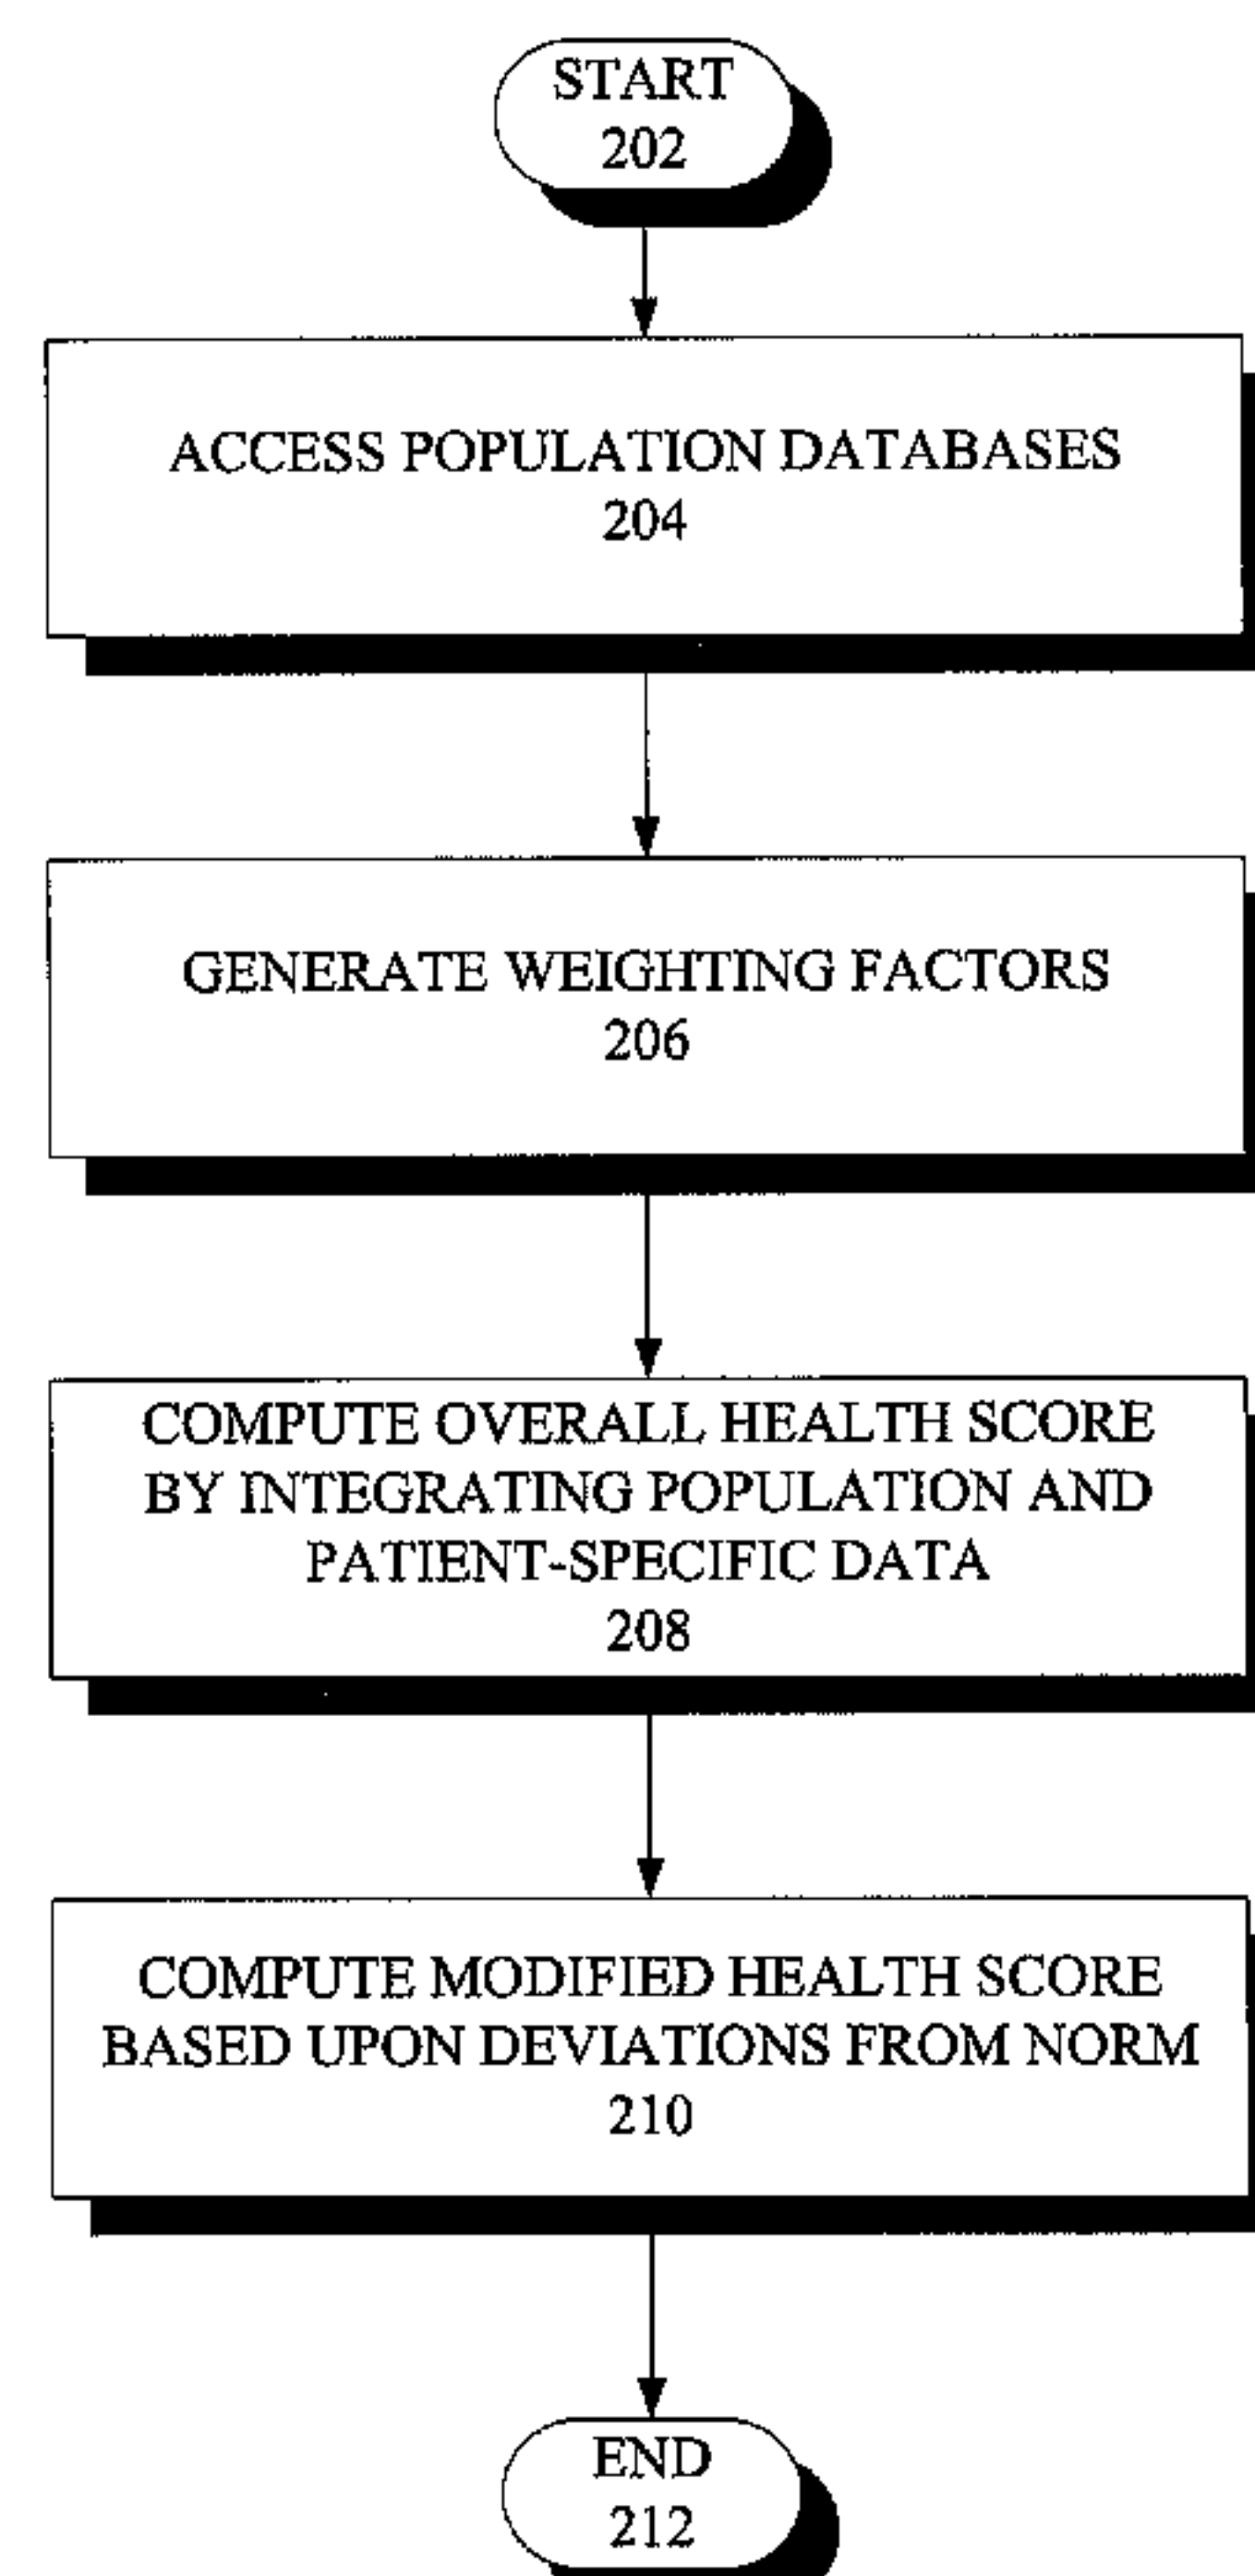 START
202
ACCESS POPULATION DATABASES
204
GENERATE WEIGHTING FACTORS
206
COMPUTE OVERALL HEALTH SCORE
BY INTEGRATING POPULATION AND
PATIENT-SPECIFIC DATA
208
COMPUTE MODIFIED HEALTH SCORE
BASED UPON DEVIATIONS FROM NORM
210
END
212